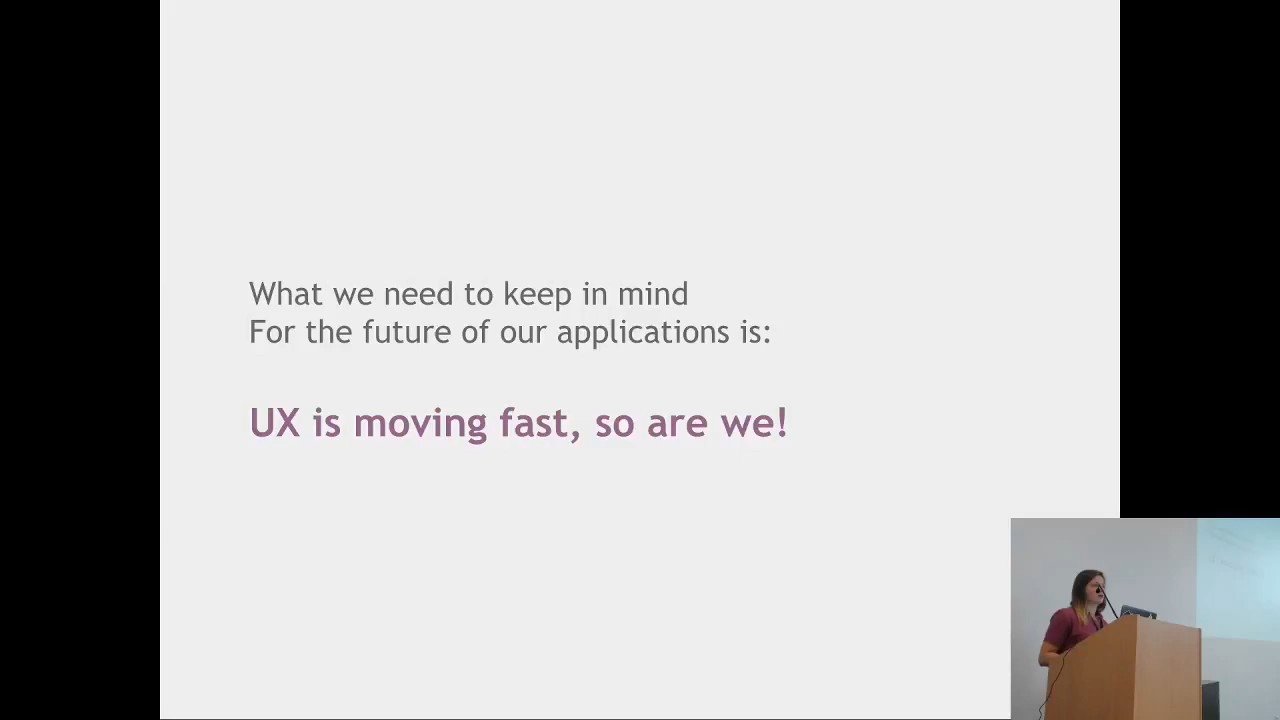 What we need to keep in mind
For the future of our applications is:
UX is moving fast, so are we!